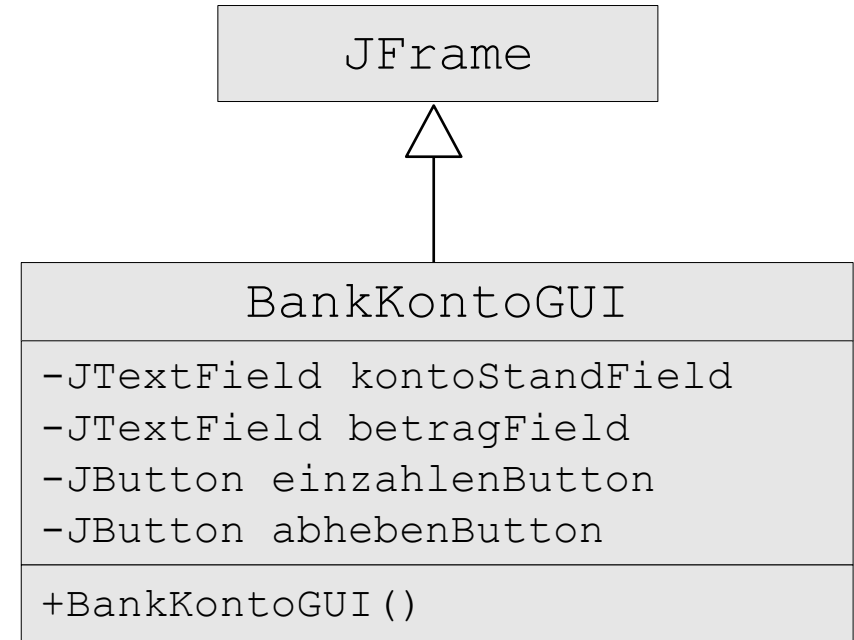 JFrame
BankKontoGUI
-JTextField kontoStandField
-JTextField betragField
-JButton einzahlenButton
-JButton abhebenButton
+BankKontoGUI()